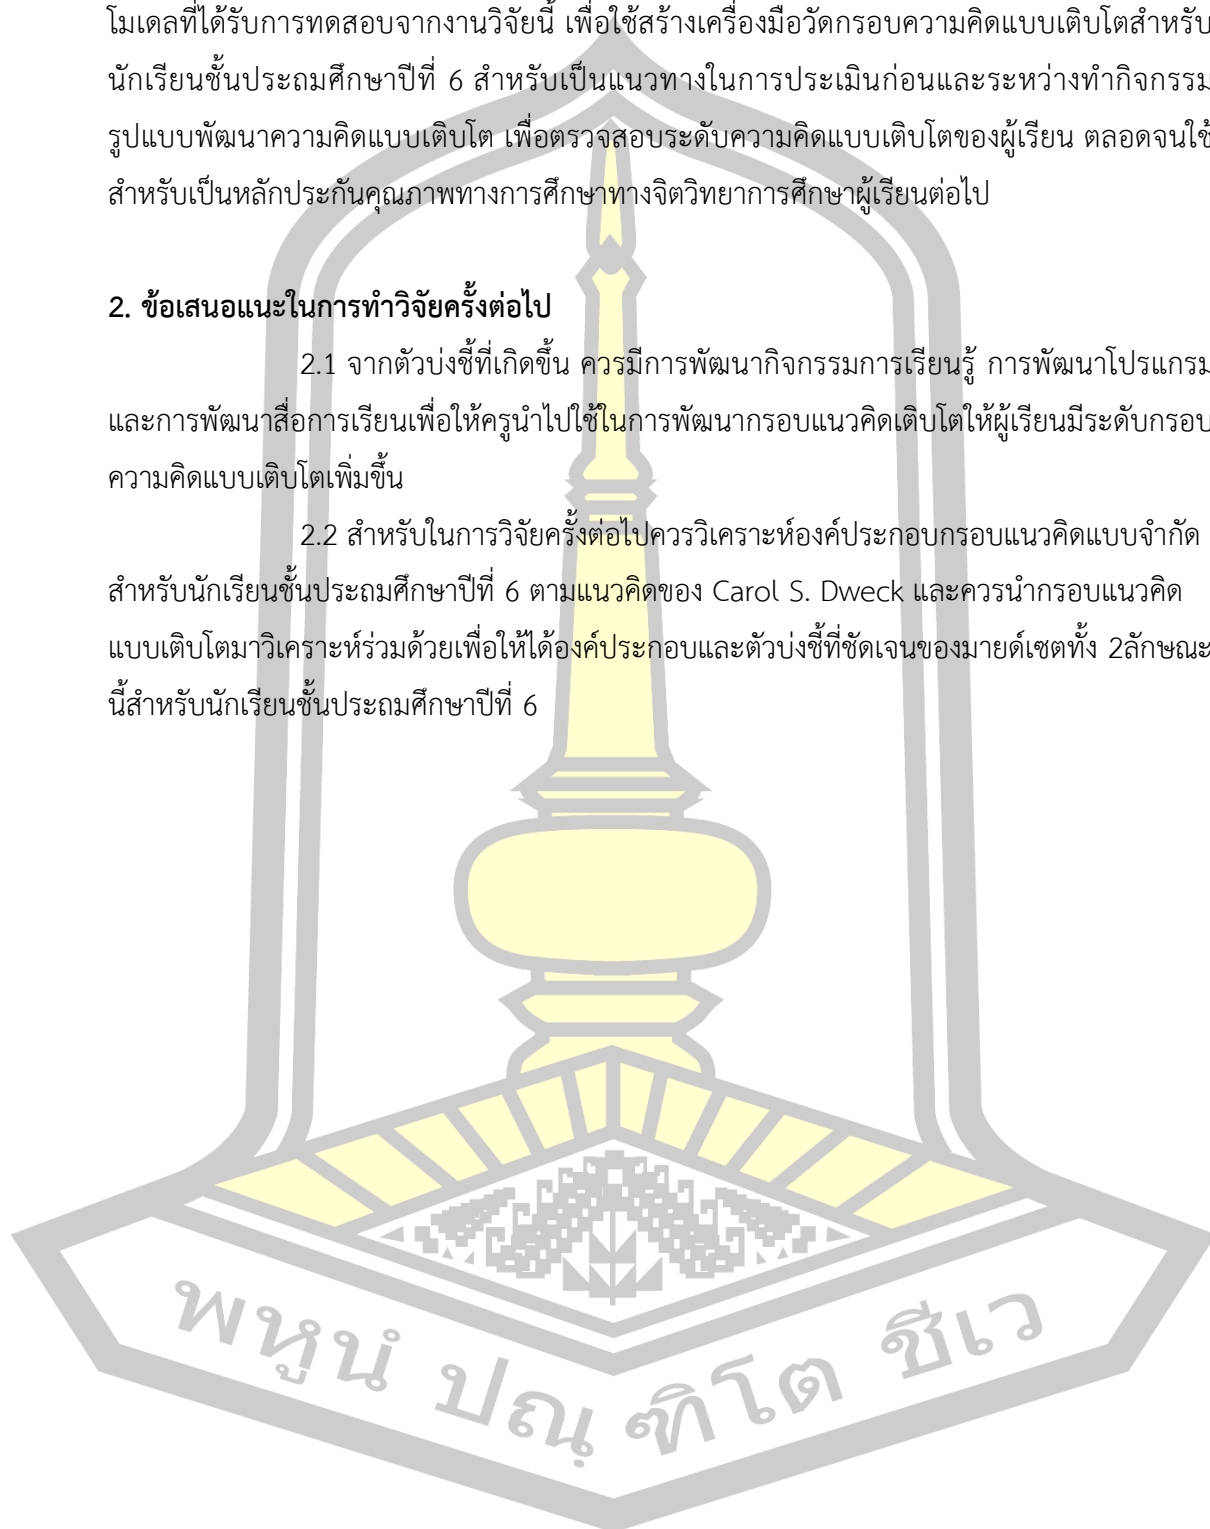 โมเดลที่ได้รับการทดสอบจากงานวิจัยนี้ เพื่อใช้สร้างเครื่องมือวัดกรอบความคิดแบบเติบโตสำหรับ
นักเรียนชั้นประถมศึกษาปีที่ 6 สำหรับเป็นแนวทางในการประเมินก่อนและระหว่างทำกิจกรรม
รูปแบบพัฒนาความคิดแบบเติบโต เพื่อตรวจสอบระดับความคิดแบบเติบโตของผู้เรียน ตลอดจนใช้
สำหรับเป็นหลักประกันคุณภาพทางการศึกษาทางจิตวิทยาการศึกษาผู้เรียนต่อไป
2. ข้อเสนอแนะในการทำวิจัยครั้งต่อไป
2.1 จากตัวบ่งชี้ที่เกิดขึ้น ควรมีการพัฒนากิจกรรมการเรียนรู้ การพัฒนาโปรแกรม
และการพัฒนาสื่อการเรียนเพื่อให้ครูนำไปใช้ในการพัฒนากรอบแนวคิดเติบโตให้ผู้เรียนมีระดับกรอบ
ความคิดแบบเติบโตเพิ่มขึ้น
2.2 สำหรับในการวิจัยครั้งต่อไปควรวิเคราะห์องค์ประกอบกรอบแนวคิดแบบจำกัด
สำหรับนักเรียนชั้นประถมศึกษาปีที่ 6 ตามแนวคิดของ Carol S. Dweck และควรนำกรอบแนวคิด
แบบเติบโตมาวิเคราะห์ร่วมด้วยเพื่อให้ได้องค์ประกอบและตัวบ่งชี้ที่ชัดเจนของมายด์เซตทั้ง 2ลักษณะ
นี้สำหรับนักเรียนชั้นประถมศึกษาปีที่ 6
พหูนํ ปณฺฑิโต ชีเว